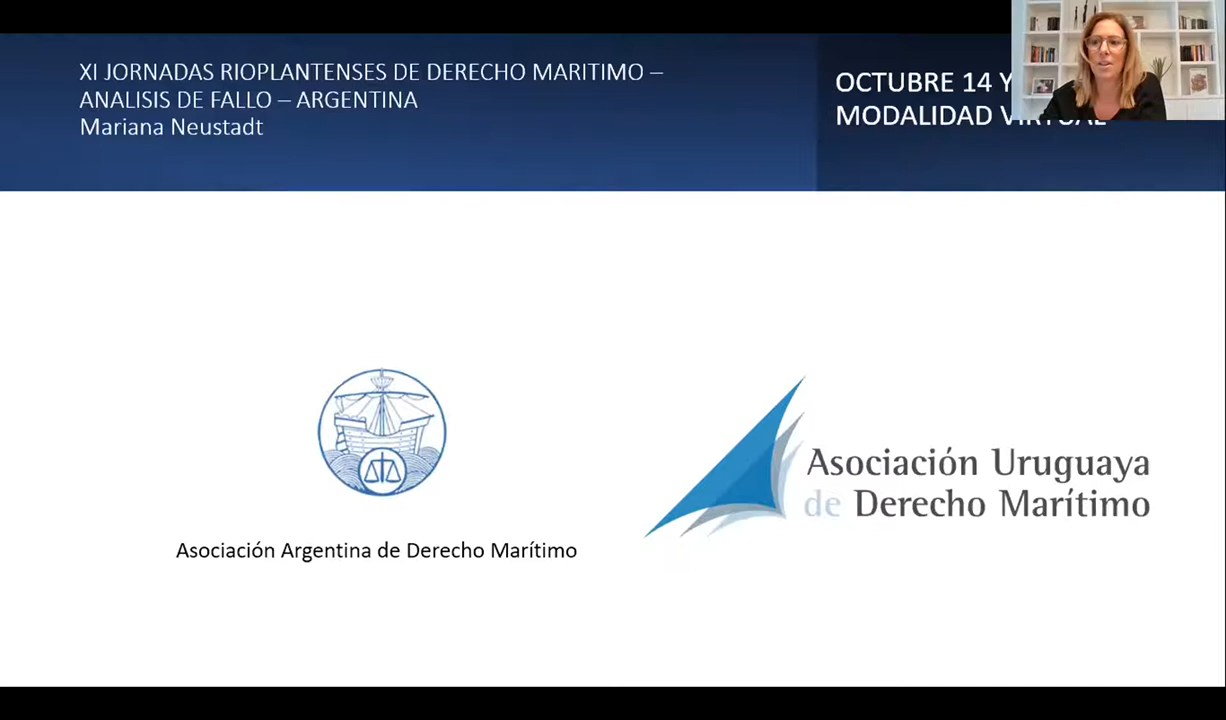 XI JORNADAS RIOPLANTENSES DE DERECHO MARITIMO –
ANALISIS DE FALLO – ARGENTINA
Mariana Neustadt
OCTUBRE 14 Y
MODALIDAD VIRTUAL
Asociación Uruguaya
de Derecho Marítimo
Asociación Argentina de Derecho Marítimo